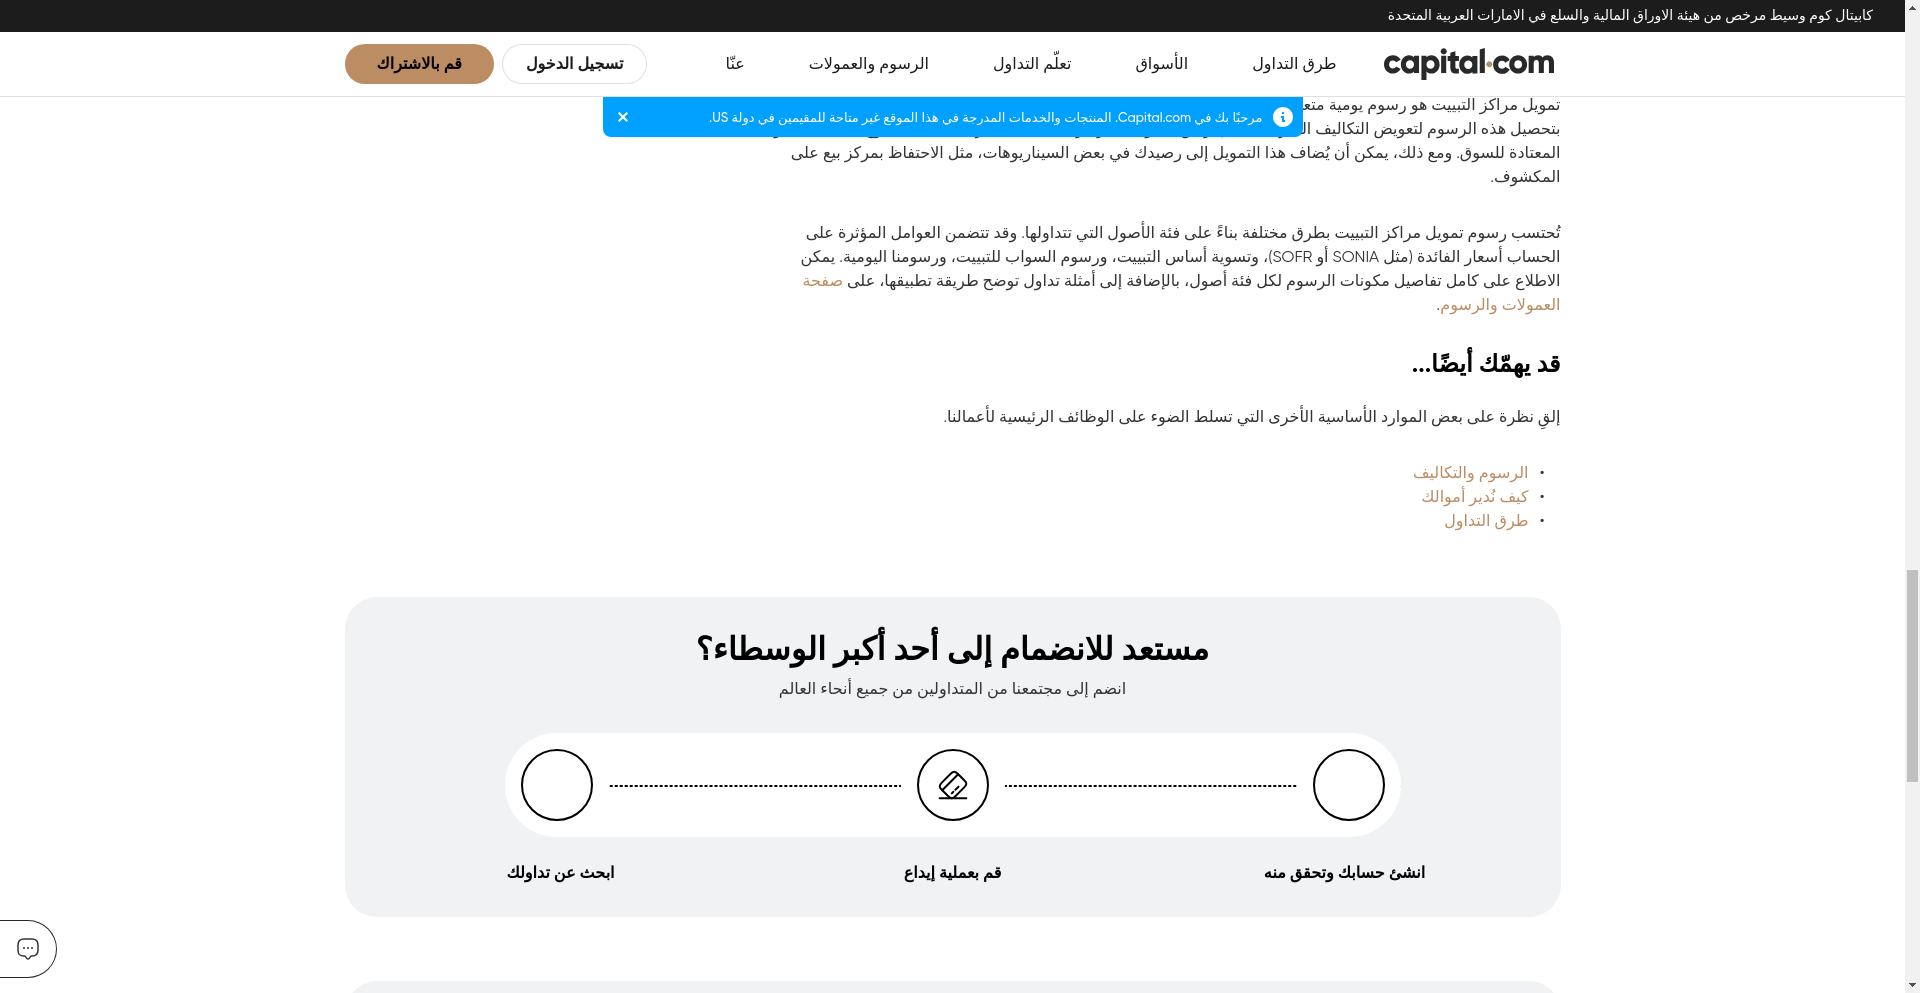 كابيتال كوم وسيط مرخص من هيئة الاوراق المالية والسلع في الامارات العربية المتحدة
capital.com
طرق التداول
الأسواق
تعلّم التداول
الرسوم والعمولات
عنّا
تسجيل الدخول
قم بالاشتراك
مرحبًا بك في Capital.com. المنتجات والخدمات المدرجة في هذا الموقع غير متاحة للمقيمين في دولة US.
تمويل مراكز التبييت هو رسوم يومية
بتحصيل هذه الرسوم لتعويض التكاليف
المعتادة للسوق. ومع ذلك، يمكن أن يُضاف هذا التمويل إلى رصيدك في بعض السيناريوهات، مثل الاحتفاظ بمركز بيع على
المكشوف.
تُحتسب رسوم تمويل مراكز التبييت بطرق مختلفة بناءً على فئة الأصول التي تتداولها. وقد تتضمن العوامل المؤثرة على
الحساب أسعار الفائدة (مثل SONIA أو SOFR)، وتسوية أساس التبييت، ورسوم السواب للتبييت، ورسومنا اليومية. يمكن
الاطلاع على كامل تفاصيل مكونات الرسوم لكل فئة أصول، بالإضافة إلى أمثلة تداول توضح طريقة تطبيقها، على صفحة
العمولات والرسوم.
قد يهمّك أيضًا...
إلقِ نظرة على بعض الموارد الأساسية الأخرى التي تسلط الضوء على الوظائف الرئيسية لأعمالنا.
• الرسوم والتكاليف
• كيف نُدير أموالك
• طرق التداول
مستعد للانضمام إلى أحد أكبر الوسطاء؟
انضم إلى مجتمعنا من المتداولين من جميع أنحاء العالم
انشئ حسابك وتحقق منه
قم بعملية إيداع
ابحث عن تداولك